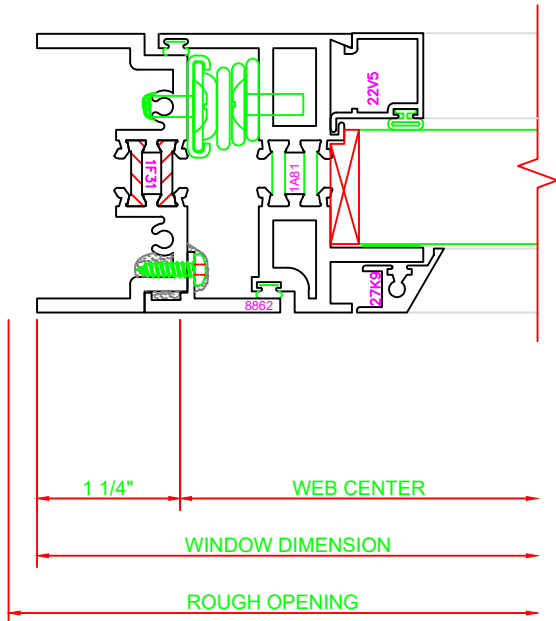 22V5
1F31
1A81
27K9
8862
1 1/4"
WEB CENTER
WINDOW DIMENSION
ROUGH OPENING